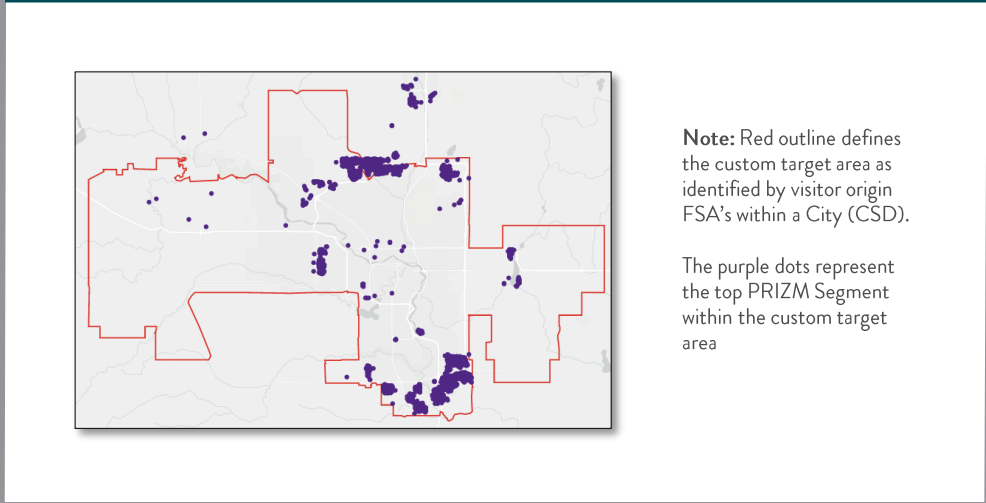 Note: Red outline defines
the custom target area as
identified by visitor origin
FSA's within a City (CSD).
The purple dots represent
the top PRIZM Segment
within the custom target
area